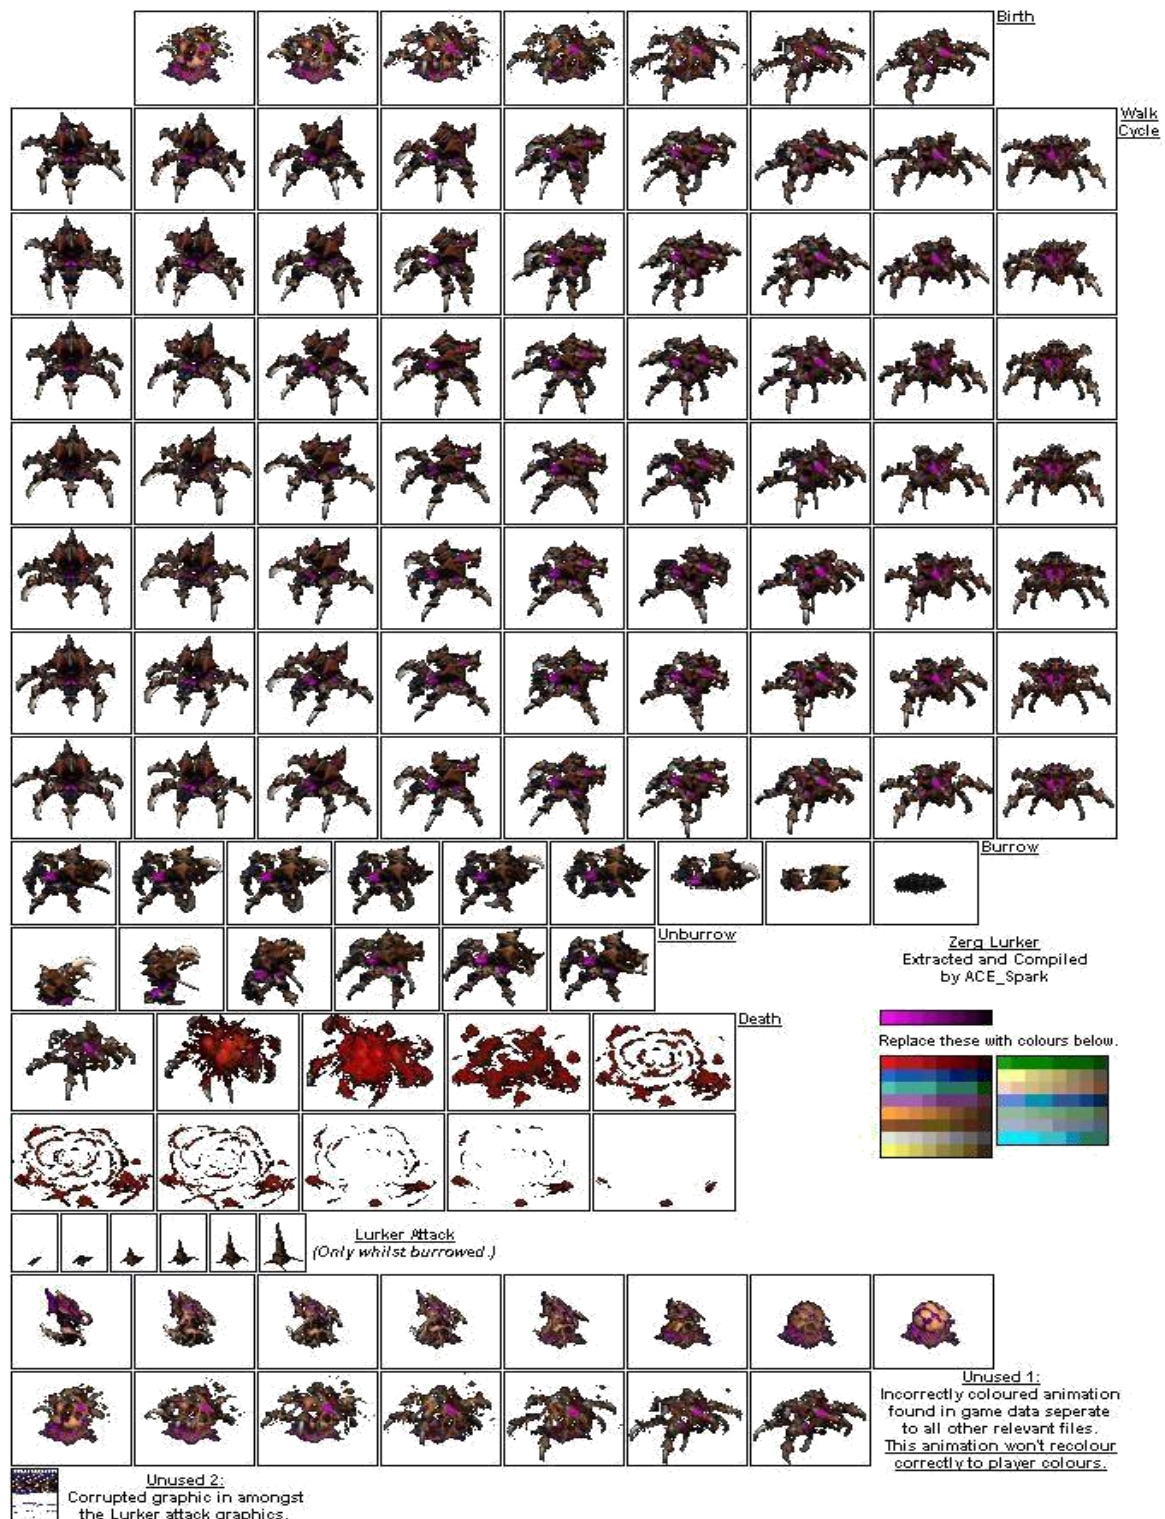 Birth
Walk
Cycle
Burrow
Unburrow
Zerg Lurker
Extracted and Compiled
by ACE_Spark
Death
Replace these with colours below.
Lurker Attack
(Only whilst burrowed.)
Unused 1:
Incorrectly coloured animation
found in game data seperate
to all other relevant files.
This animation won't recolour
correctly to player colours.
Unused 2:
Corrupted graphic in amongst
the Lurker attack graphics.